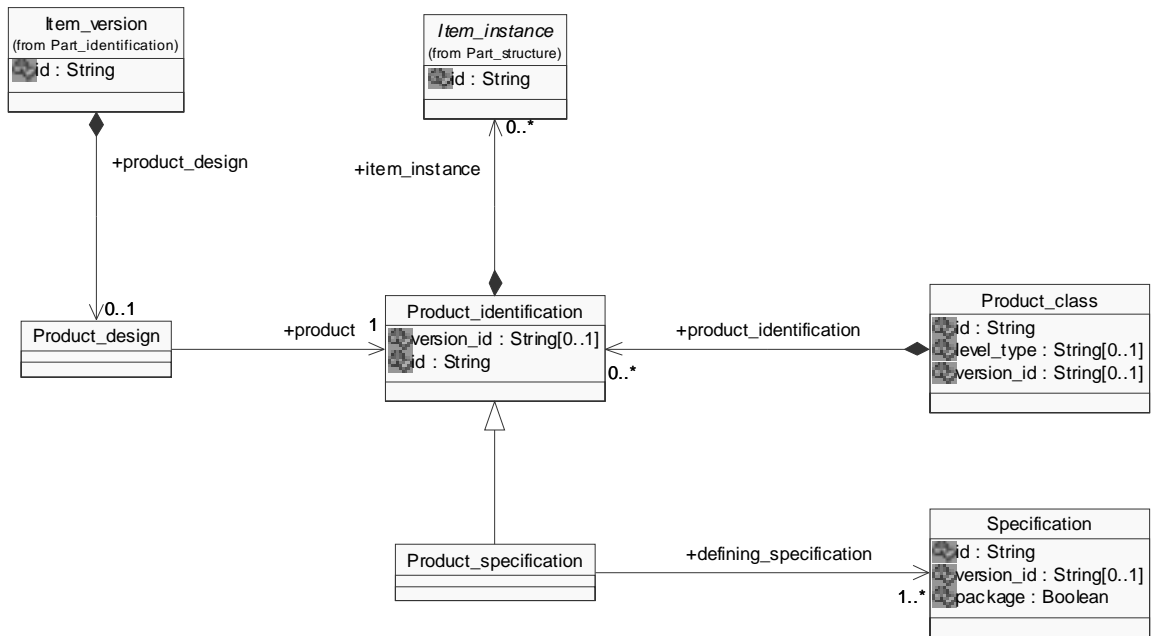 Item_version
(from Part_identification)
id : String
Item_instance
(from Part_structure)
id : String
0..*
+product_design
+item_instance
0..1
Product_design
+product
1
Product_identification
version_id : String[0..1]
id : String
+product_identification
0..*
Product_class
id : String
level_type : String[0..1]
version_id : String[0..1]
Product_specification
+defining_specification
1..*
Specification
id : String
version_id : String[0..1]
package : Boolean